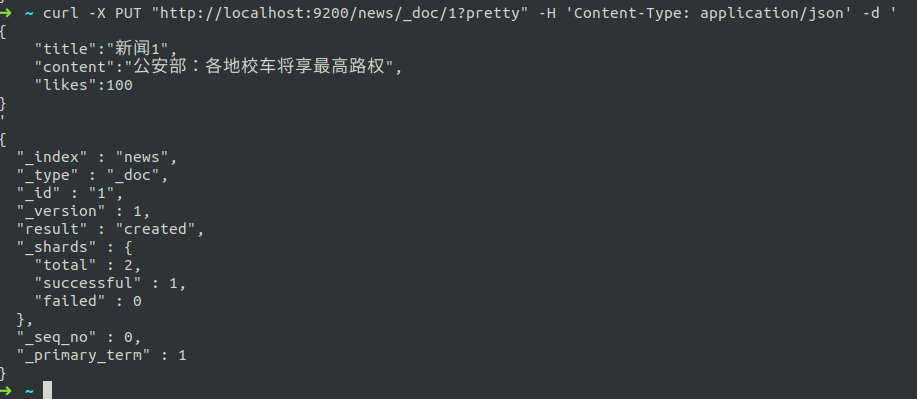 ➜  ~ curl -X PUT "http://localhost:9200/news/_doc/1?pretty" -H 'Content-Type: application/json' -d '
{
    "title":"新闻1",
    "content":"公安部：各地校车将享最高路权",
    "likes":100
}
'
{
  "_index" : "news",
  "_type" : "_doc",
  "_id" : "1",
  "_version" : 1,
  "result" : "created",
  "_shards" : {
    "total" : 2,
    "successful" : 1,
    "failed" : 0
  },
  "_seq_no" : 0,
  "_primary_term" : 1
}
➜  ~